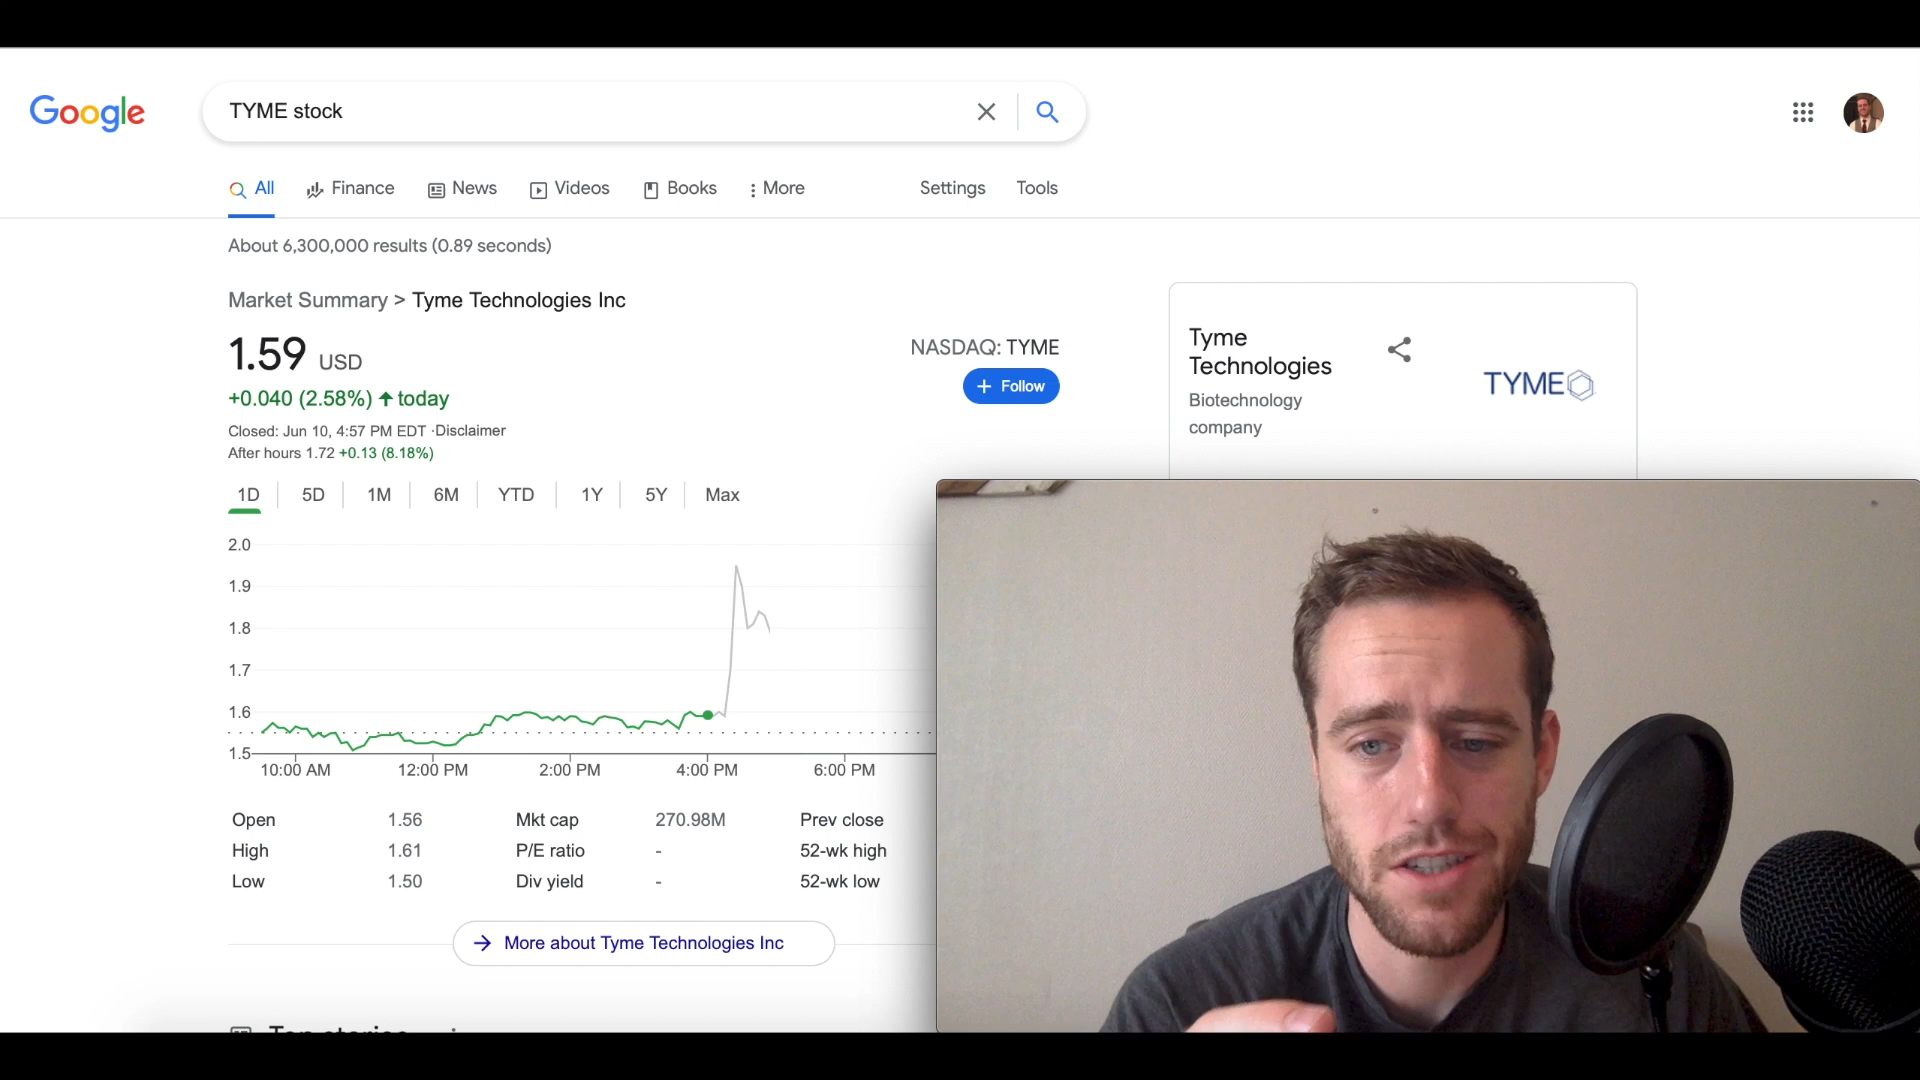 Google
TYME stock
All
Finance
News
Videos
Books
More
Settings
Tools
About 6,300,000 results (0.89 seconds)
Market Summary > Tyme Technologies Inc
1.59 USD
NASDAQ: TYME
+ Follow
+0.040 (2.58%) today
Closed: Jun 10, 4:57 PM EDT ·Disclaimer
After hours 1.72 +0.13 (8.18%)
1D 5D 1M 6M YTD 1Y 5Y Max
2.0
1.9
1.8
1.7
1.6
1.5
10:00 AM 12:00 PM 2:00 PM 4:00 PM 6:00 PM
Open 1.56 Mkt cap 270.98M Prev close
High 1.61 P/E ratio - 52-wk high
Low 1.50 Div yield - 52-wk low
More about Tyme Technologies Inc
Top stories
Tyme
Technologies
Biotechnology
company
TYME